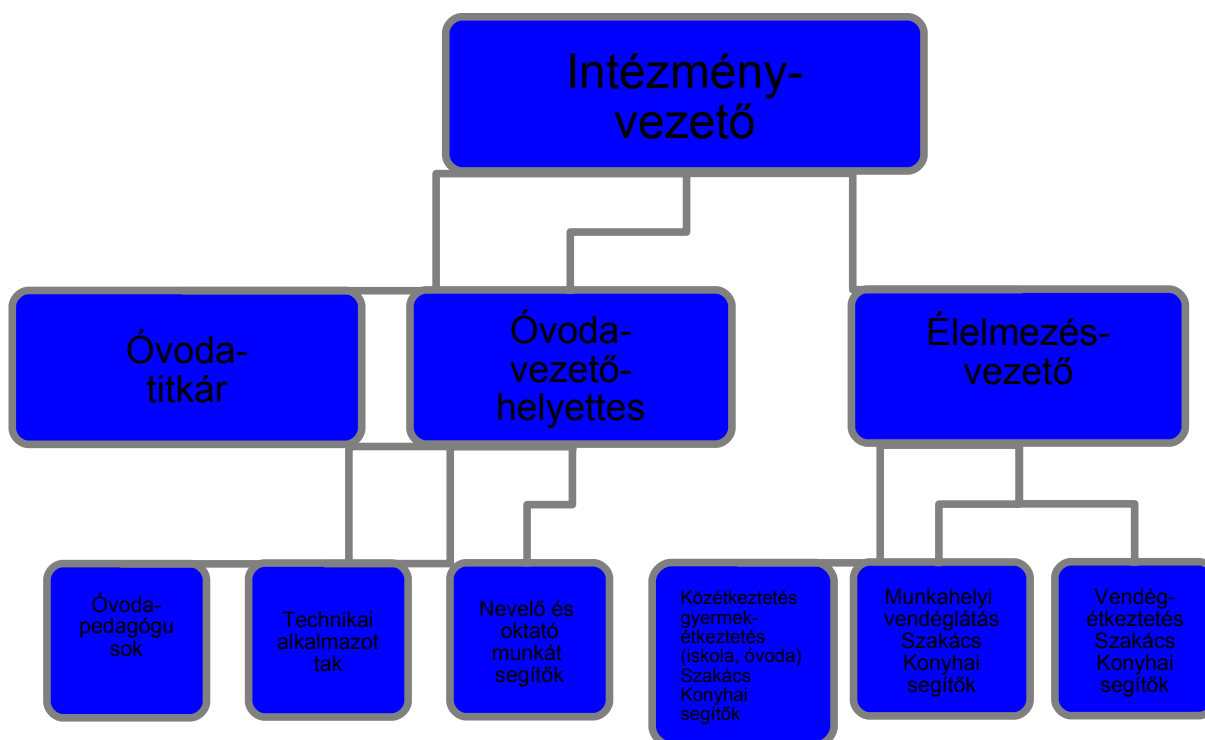 Intézmény-
vezető
Óvoda-
titkár
Óvoda-
vezető-
helyettes
Élelmezés-
vezető
Óvoda-
pedagógu
sok
Technikai
alkalmazot
tak
Nevelő és
oktató
munkát
segítők
Közétkeztetés
gyermek-
étkeztetés
(iskola, óvoda)
Szakács
Konyhai
segítők
Munkahelyi
vendéglátás
Szakács
Konyhai
segítők
Vendég-
étkeztetés
Szakács
Konyhai
segítők